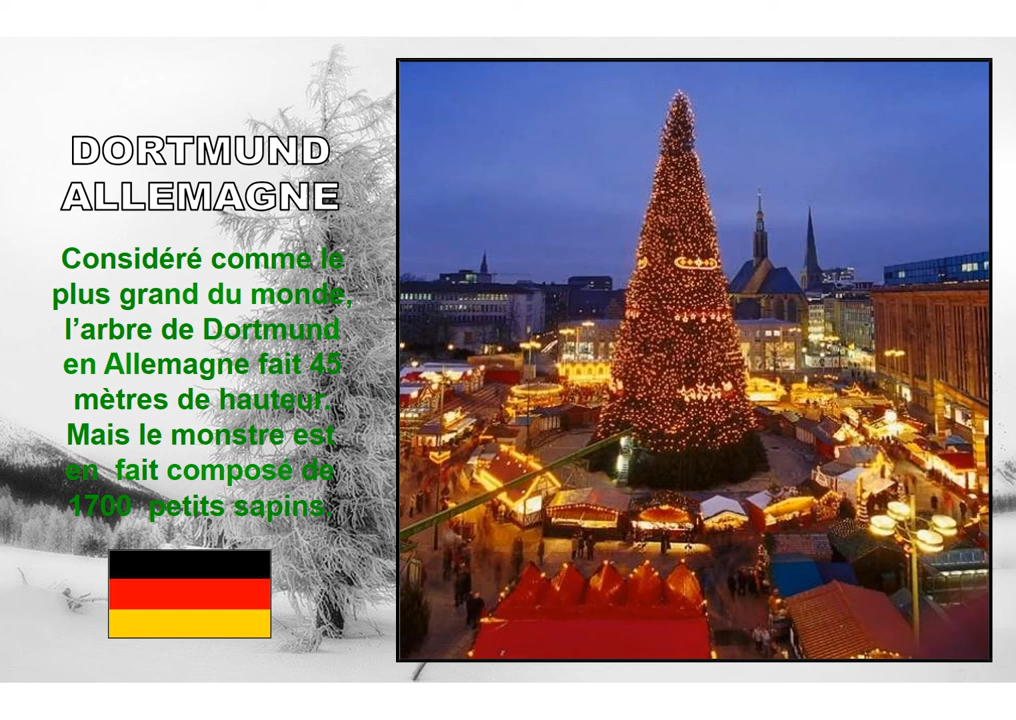 DORTMUND
ALLEMAGNE
Considéré comme le
plus grand du monde,
l’arbre de Dortmund
en Allemagne fait 45
mètres de hauteur.
Mais le monstre est
en fait composé de
1700 petits sapins.